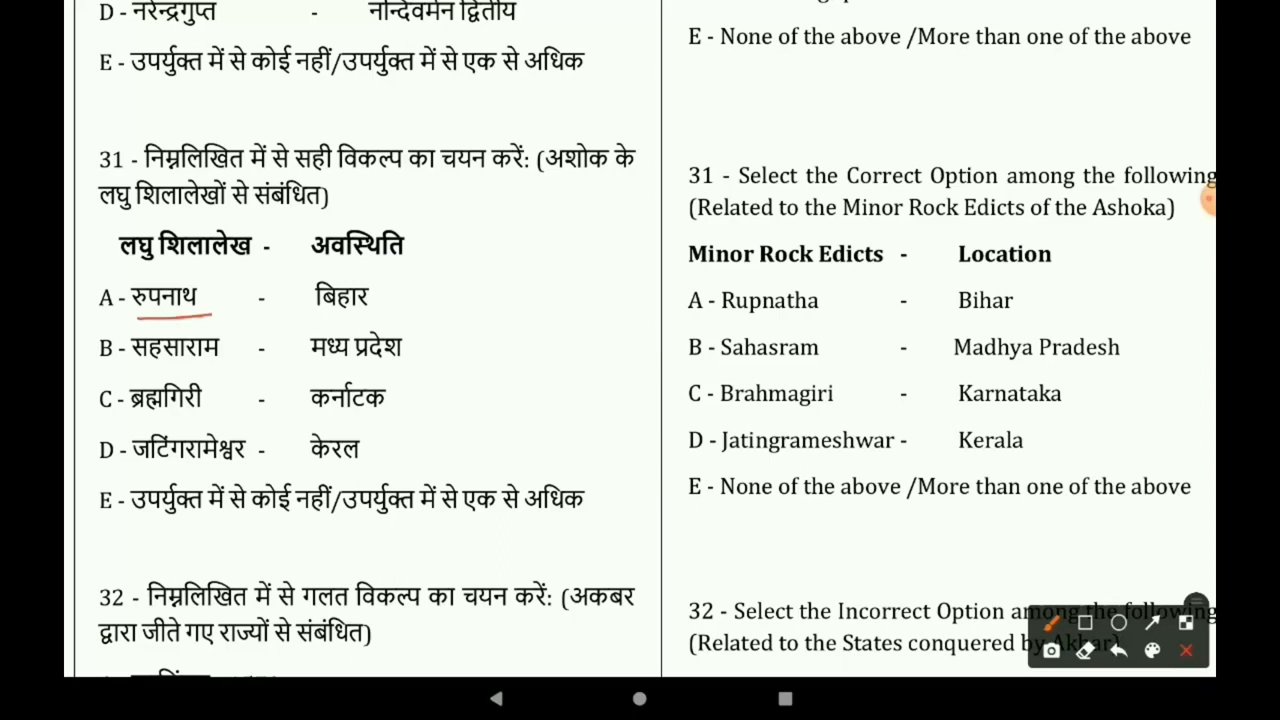 D - नरेन्द्रगुप्त - नन्दिवर्मन द्वितीय
E - उपर्युक्त में से कोई नहीं/उपर्युक्त में से एक से अधिक
31 - निम्नलिखित में से सही विकल्प का चयन करें: (अशोक के
लघु शिलालेखों से संबंधित)
लघु शिलालेख - अवस्थिति
A - रुपनाथ - बिहार
B - सहसाराम - मध्य प्रदेश
C - ब्रह्मगिरी - कर्नाटक
D - जटिंगरामेश्वर - केरल
E - उपर्युक्त में से कोई नहीं/उपर्युक्त में से एक से अधिक
32 - निम्नलिखित में से गलत विकल्प का चयन करें: (अकबर
द्वारा जीते गए राज्यों से संबंधित)
E - None of the above /More than one of the above
31 - Select the Correct Option among the following
(Related to the Minor Rock Edicts of the Ashoka)
Minor Rock Edicts - Location
A - Rupnatha - Bihar
B - Sahasram - Madhya Pradesh
C - Brahmagiri - Karnataka
D - Jatingrameshwar - Kerala
E - None of the above /More than one of the above
32 - Select the Incorrect Option among the following
(Related to the States conquered by Akbar)